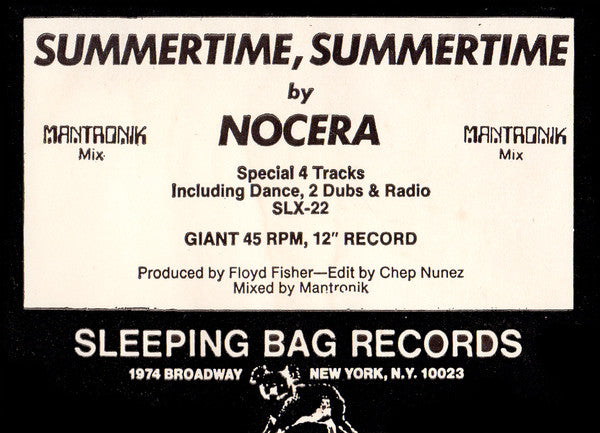 SUMMERTIME, SUMMERTIME
by
NOCERA
MANTRONIK
Mix
MANTRONIK
Mix
Special 4 Tracks
Including Dance, 2 Dubs & Radio
SLX-22
GIANT 45 RPM, 12" RECORD
Produced by Floyd Fisher—Edit by Chep Nunez
Mixed by Mantronik
SLEEPING BAG RECORDS
1974 BROADWAY NEW YORK, N.Y. 10023